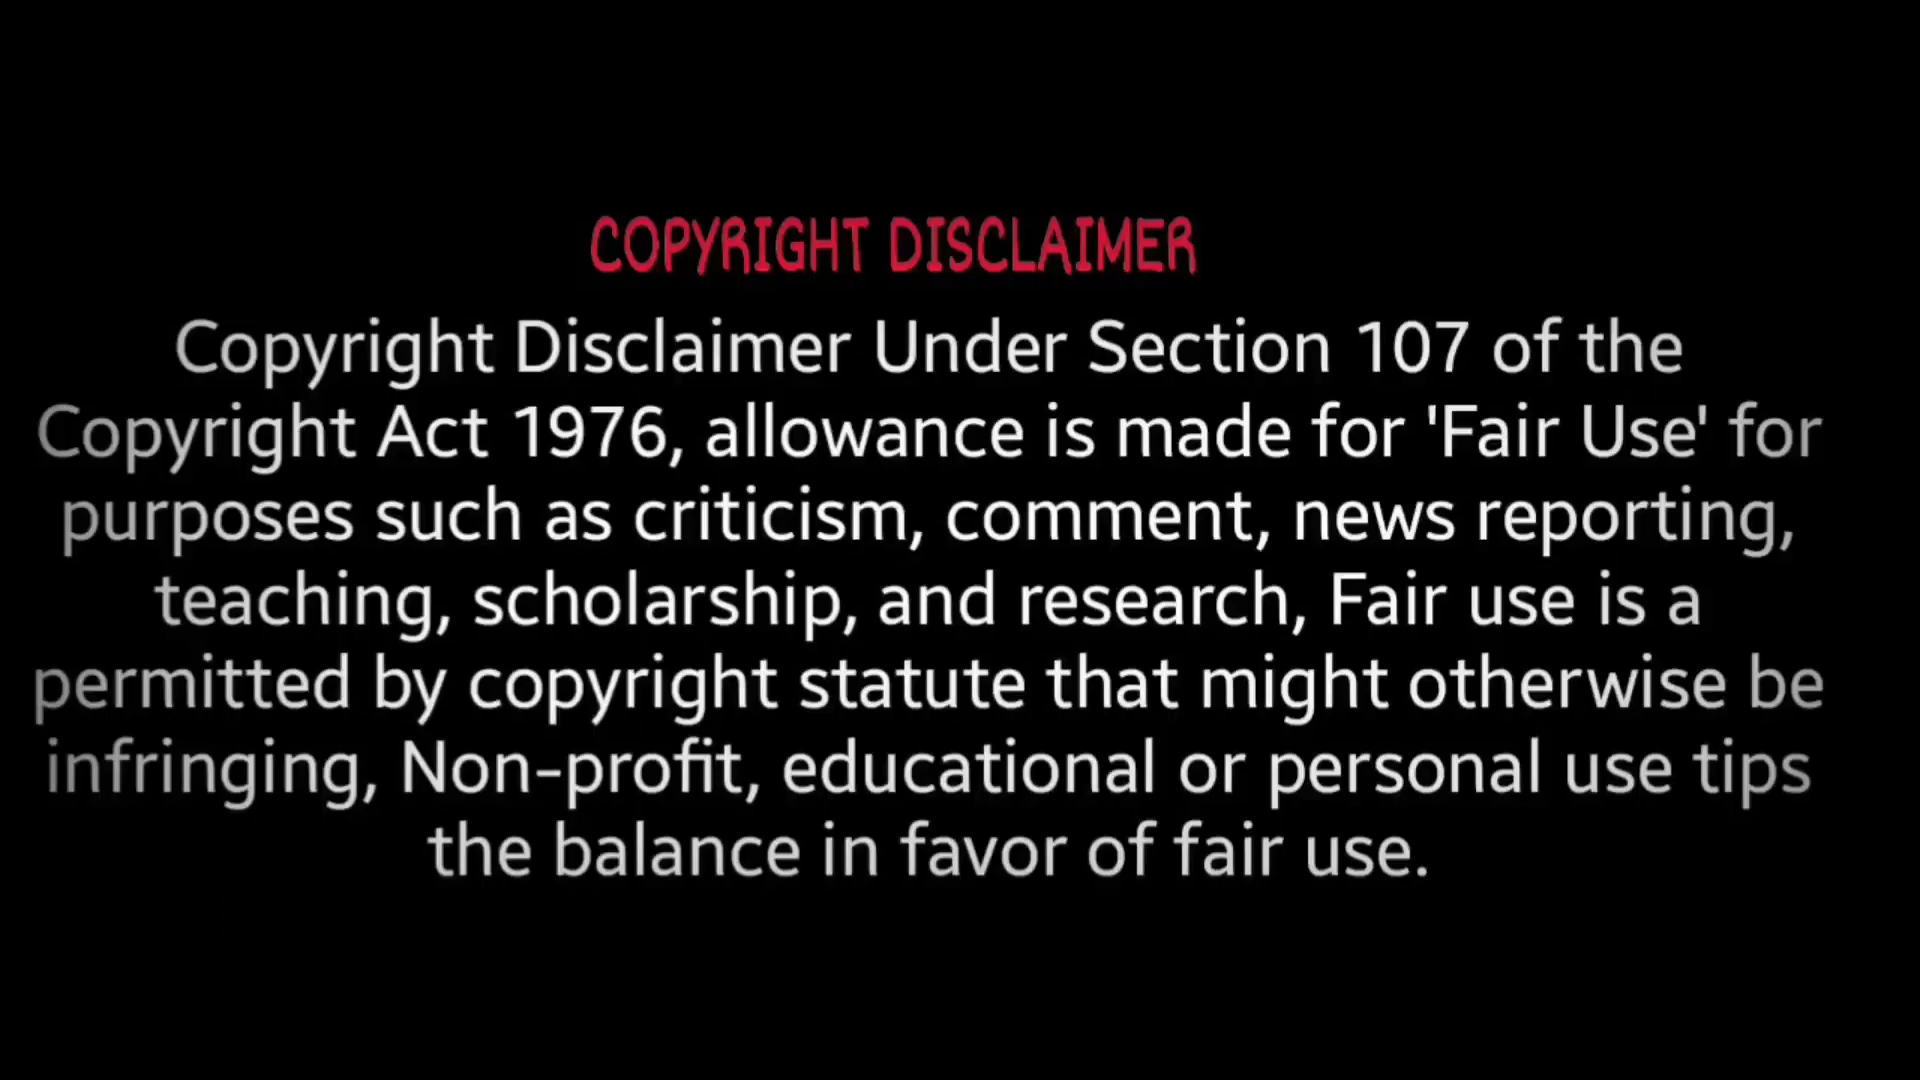 COPYRIGHT DISCLAIMER
Copyright Disclaimer Under Section 107 of the
Copyright Act 1976, allowance is made for 'Fair Use' for
purposes such as criticism, comment, news reporting,
teaching, scholarship, and research, Fair use is a
permitted by copyright statute that might otherwise be
infringing, Non-profit, educational or personal use tips
the balance in favor of fair use.